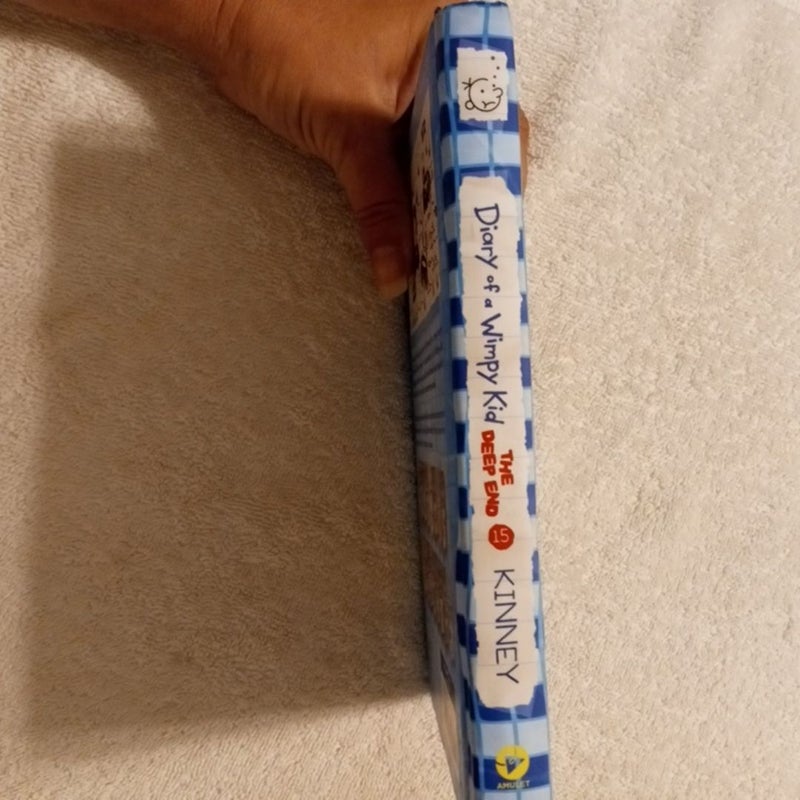 Diary of a Wimpy Kid
THE
DEEP END
15
KINNEY
AMULET